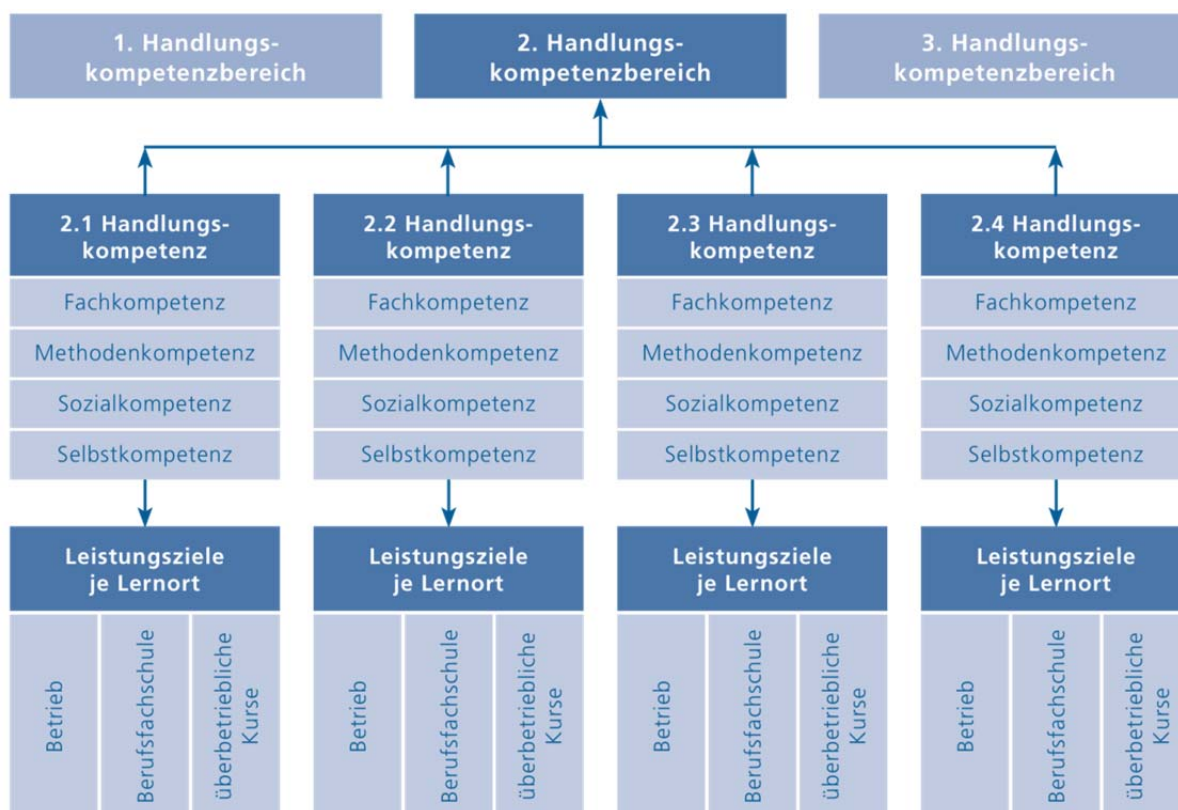 1. Handlungs-
kompetenzbereich
2. Handlungs-
kompetenzbereich
3. Handlungs-
kompetenzbereich
2.1 Handlungs-
kompetenz
Fachkompetenz
Methodenkompetenz
Sozialkompetenz
Selbstkompetenz
Leistungsziele
je Lernort
Betrieb
Berufsfachschule
überbetriebliche
Kurse
2.2 Handlungs-
kompetenz
Fachkompetenz
Methodenkompetenz
Sozialkompetenz
Selbstkompetenz
Leistungsziele
je Lernort
Betrieb
Berufsfachschule
überbetriebliche
Kurse
2.3 Handlungs-
kompetenz
Fachkompetenz
Methodenkompetenz
Sozialkompetenz
Selbstkompetenz
Leistungsziele
je Lernort
Betrieb
Berufsfachschule
überbetriebliche
Kurse
2.4 Handlungs-
kompetenz
Fachkompetenz
Methodenkompetenz
Sozialkompetenz
Selbstkompetenz
Leistungsziele
je Lernort
Betrieb
Berufsfachschule
überbetriebliche
Kurse